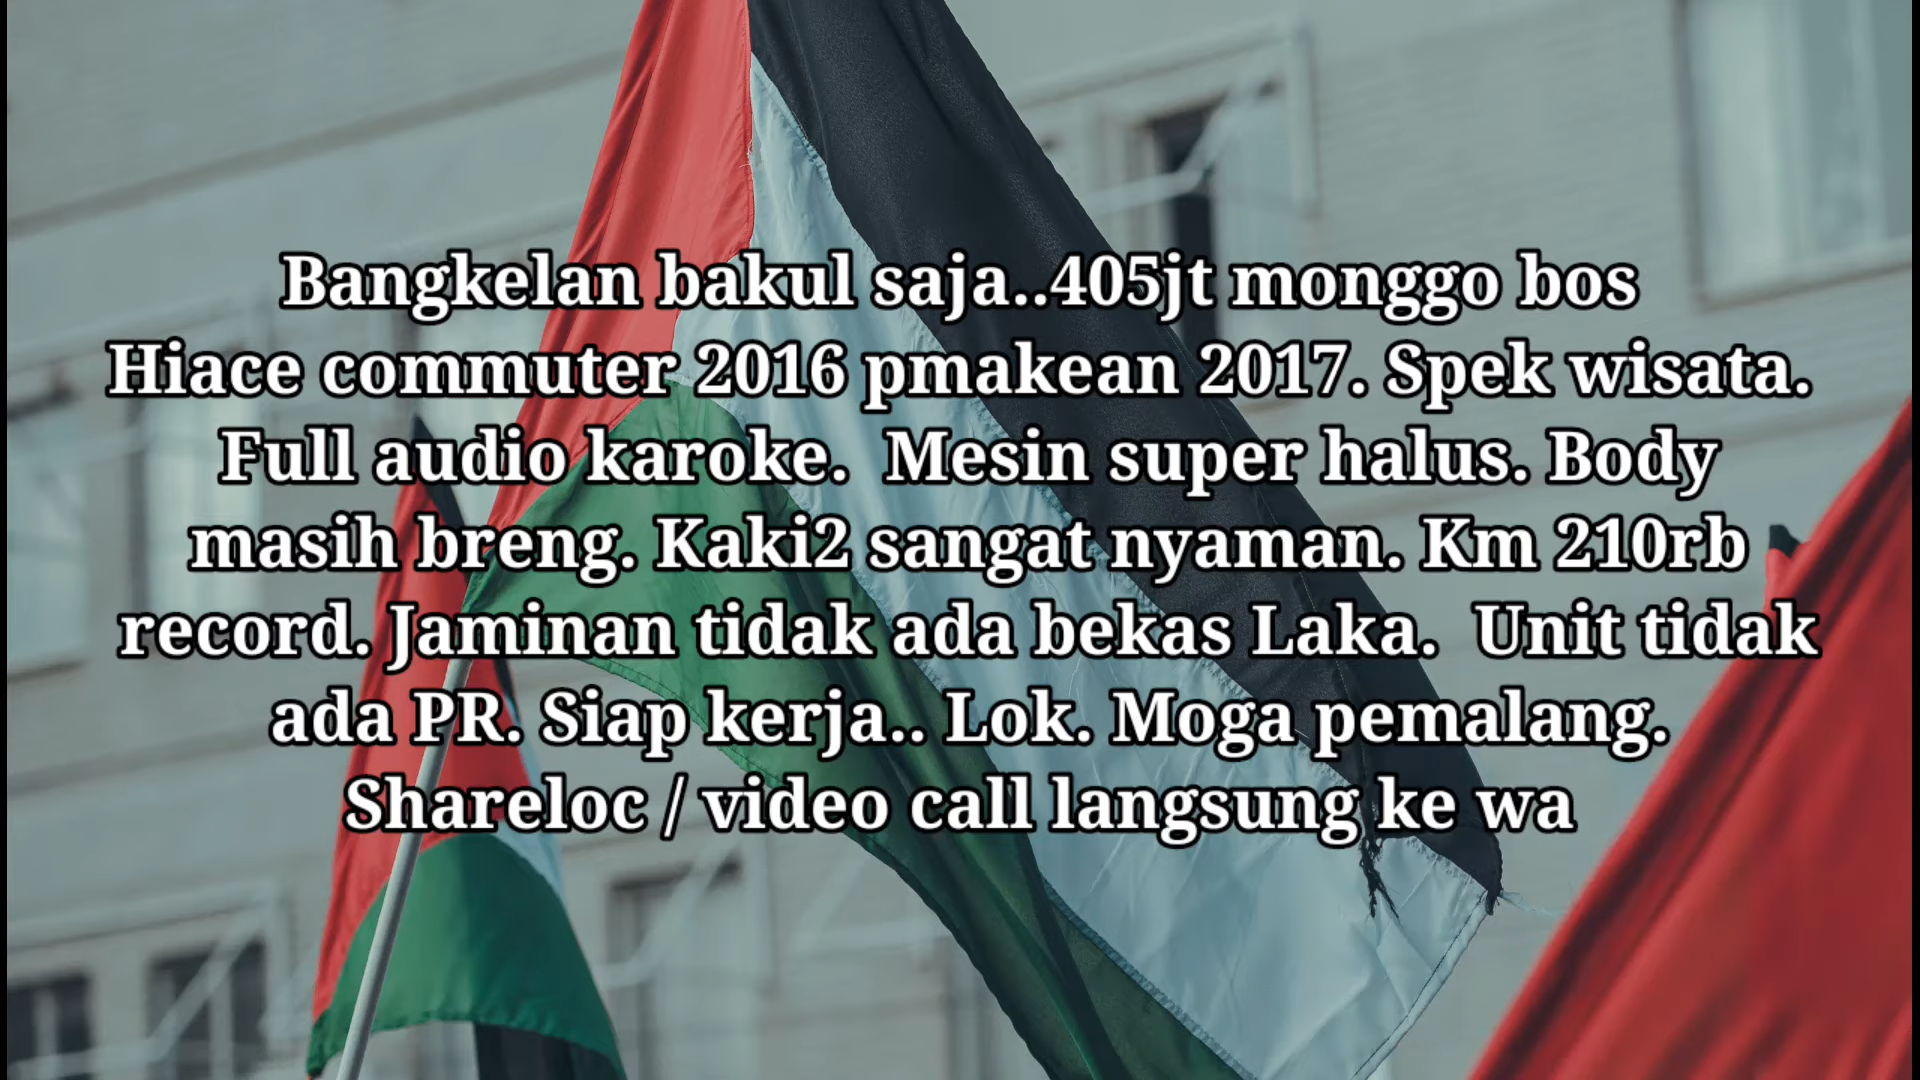 Bangkelan bakul saja..405jt monggo bos
Hiace commuter 2016 pmakean 2017. Spek wisata.
Full audio karoke.  Mesin super halus. Body
masih breng. Kaki2 sangat nyaman. Km 210rb
record. Jaminan tidak ada bekas Laka.  Unit tidak
ada PR. Siap kerja.. Lok. Moga pemalang.
Shareloc / video call langsung ke wa